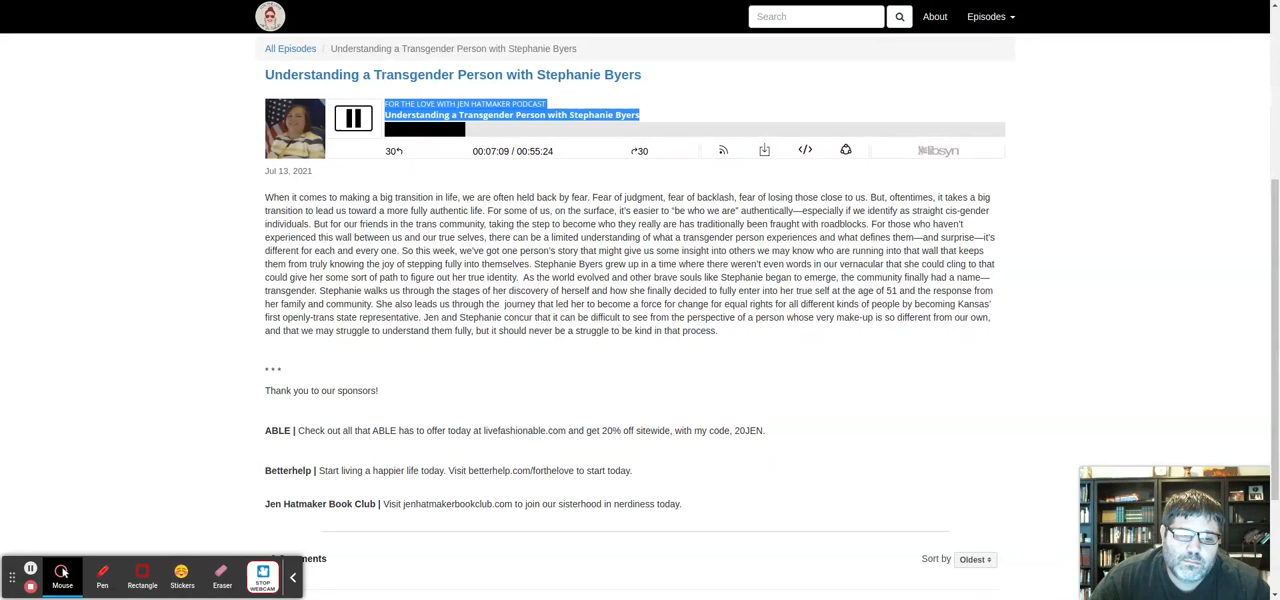 Search
About
Episodes
All Episodes / Understanding a Transgender Person with Stephanie Byers
Understanding a Transgender Person with Stephanie Byers
FOR THE LOVE WITH JEN HATMAKER PODCAST
Understanding a Transgender Person with Stephanie Byers
30
00:07:09 / 00:55:24
30
libsyn
Jul 13, 2021
When it comes to making a big transition in life, we are often held back by fear. Fear of judgment, fear of backlash, fear of losing those close to us. But, oftentimes, it takes a big
transition to lead us toward a more fully authentic life. For some of us, on the surface, it's easier to “be who we are” authentically—especially if we identify as straight cis-gender
individuals. But for our friends in the trans community, taking the step to become who they really are has traditionally been fraught with roadblocks. For those who haven't
experienced this wall between us and our true selves, there can be a limited understanding of what a transgender person experiences and what defines them—and surprise—it's
different for each and every one. So this week, we've got one person's story that might give us some insight into others we may know who are running into that wall that keeps
them from truly knowing the joy of stepping fully into themselves. Stephanie Byers grew up in a time where there weren't even words in our vernacular that she could cling to that
could give her some sort of path to figure out her true identity. As the world evolved and other brave souls like Stephanie began to emerge, the community finally had a name—
transgender. Stephanie walks us through the stages of her discovery of herself and how she finally decided to fully enter into her true self at the age of 51 and the response from
her family and community. She also leads us through the journey that led her to become a force for change for equal rights for all different kinds of people by becoming Kansas'
first openly-trans state representative. Jen and Stephanie concur that it can be difficult to see from the perspective of a person whose very make-up is so different from our own,
and that we may struggle to understand them fully, but it should never be a struggle to be kind in that process.
* * *
Thank you to our sponsors!
ABLE | Check out all that ABLE has to offer today at livefashionable.com and get 20% off sitewide, with my code, 20JEN.
Betterhelp | Start living a happier life today. Visit betterhelp.com/forthelove to start today.
Jen Hatmaker Book Club | Visit jenhatmakerbookclub.com to join our sisterhood in nerdiness today.
Sort by Oldest
Mouse
Pen
Rectangle
Stickers
Eraser
STOP
WEBCAM